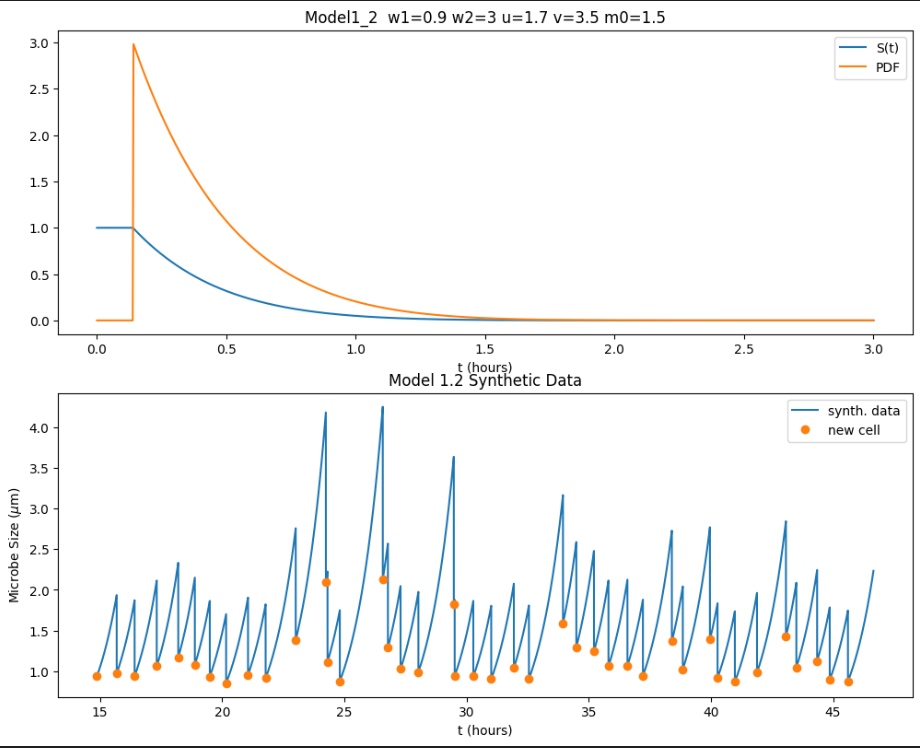 Model1_2  w1=0.9 w2=3 u=1.7 v=3.5 m0=1.5
3.0
2.5
2.0
1.5
1.0
0.5
0.0
S(t)
PDF
0.0 0.5 1.0 1.5 2.0 2.5 3.0
t (hours)
Model 1.2 Synthetic Data
Microbe Size (μm)
4.0
3.5
3.0
2.5
2.0
1.5
1.0
synth. data
new cell
15 20 25 30 35 40 45
t (hours)